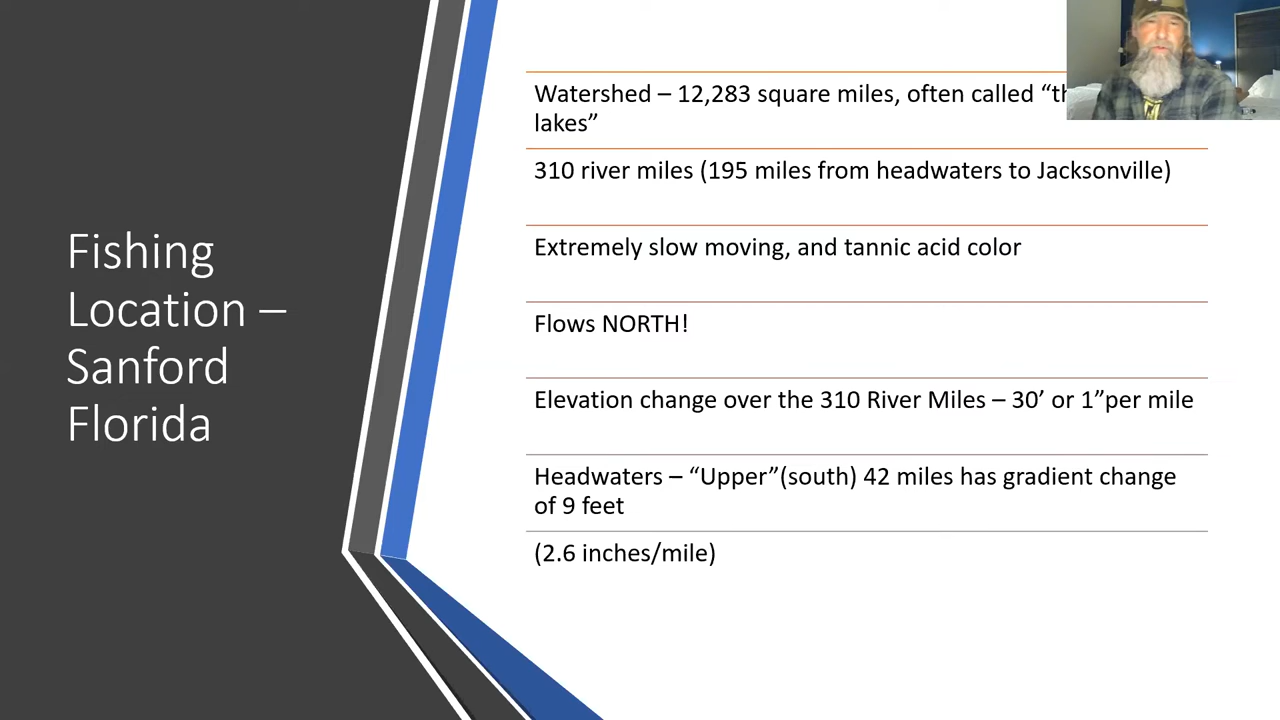 Fishing
Location –
Sanford
Florida
Watershed – 12,283 square miles, often called
lakes”
310 river miles (195 miles from headwaters to Jacksonville)
Extremely slow moving, and tannic acid color
Flows NORTH!
Elevation change over the 310 River Miles – 30’ or 1”per mile
Headwaters – “Upper”(south) 42 miles has gradient change
of 9 feet
(2.6 inches/mile)